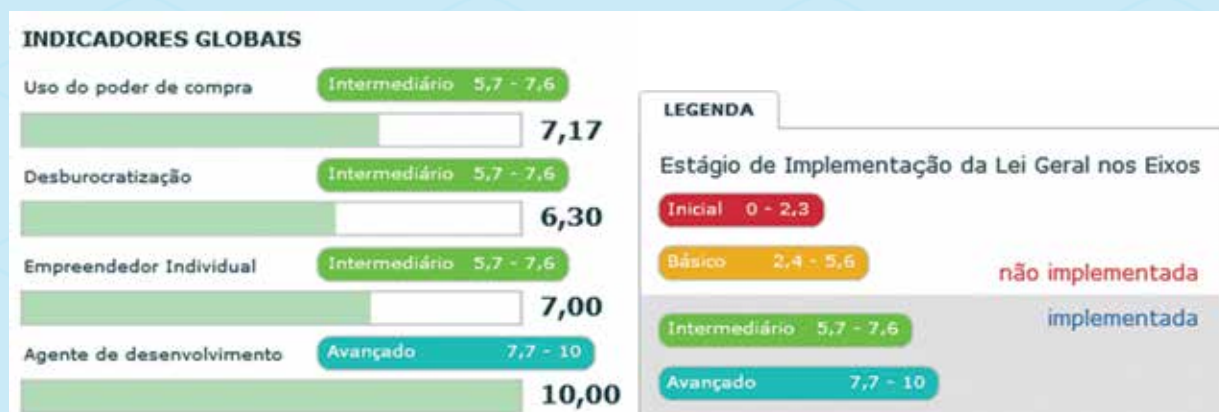 INDICADORES GLOBAIS
Uso do poder de compra Intermediário 5,7 - 7,6
7,17
Desburocratização Intermediário 5,7 - 7,6
6,30
Empreendedor Individual Intermediário 5,7 - 7,6
7,00
Agente de desenvolvimento Avançado 7,7 - 10
10,00
LEGENDA
Estágio de Implementação da Lei Geral nos Eixos
Inicial 0 - 2,3
Básico 2,4 - 5,6
não implementada
implementada
Intermediário 5,7 - 7,6
Avançado 7,7 - 10